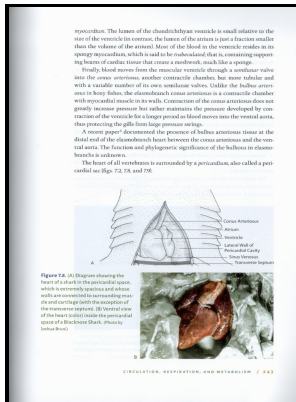 myocardium. The lumen of the chondrichthyan ventricle is small relative to the
size of the ventricle (in contrast, the lumen of the atrium is just a fraction smaller
than the volume of the atrium). Most of the blood in the ventricle resides in its
spongy myocardium, which is said to be trabeculated; that is, containing support-
ing beams of cardiac tissue that create a meshwork, much like a sponge.
Finally, blood moves from the muscular ventricle through a semilunar valve
into the conus arteriosus, another contractile chamber, but more tubular and
with a variable number of its own semilunar valves. Unlike the bulbus arteri-
osus in bony fishes, the elasmobranch conus arteriosus is a contractile chamber
with myocardial muscle in its walls. Contraction of the conus arteriosus does not
greatly increase pressure but rather maintains the pressure developed by con-
traction of the ventricle for a longer period as blood moves into the ventral aorta,
thus protecting the gills from large pressure swings.
A recent paper⁴ documented the presence of bulbus arteriosus tissue at the
distal end of the elasmobranch heart between the conus arteriosus and the ven-
tral aorta. The function and phylogenetic significance of the bulbous in elasmo-
branchs is unknown.
The heart of all vertebrates is surrounded by a pericardium, also called a peri-
cardial sac (figs. 7.2, 7.8, and 7.9).
Conus Arteriosus
Atrium
Ventricle
Lateral Wall of
Pericardial Cavity
Sinus Venosus
Transverse Septum
A
Figure 7.8. (A) Diagram showing the
heart of a shark in the pericardial space,
which is extremely spacious and whose
walls are connected to surrounding mus-
cle and cartilage (with the exception of
the transverse septum). (B) Ventral view
of the heart (color) inside the pericardial
space of a Blacknose Shark. (Photo by
Joshua Bruni)
B
CIRCULATION, RESPIRATION, AND METABOLISM / 243